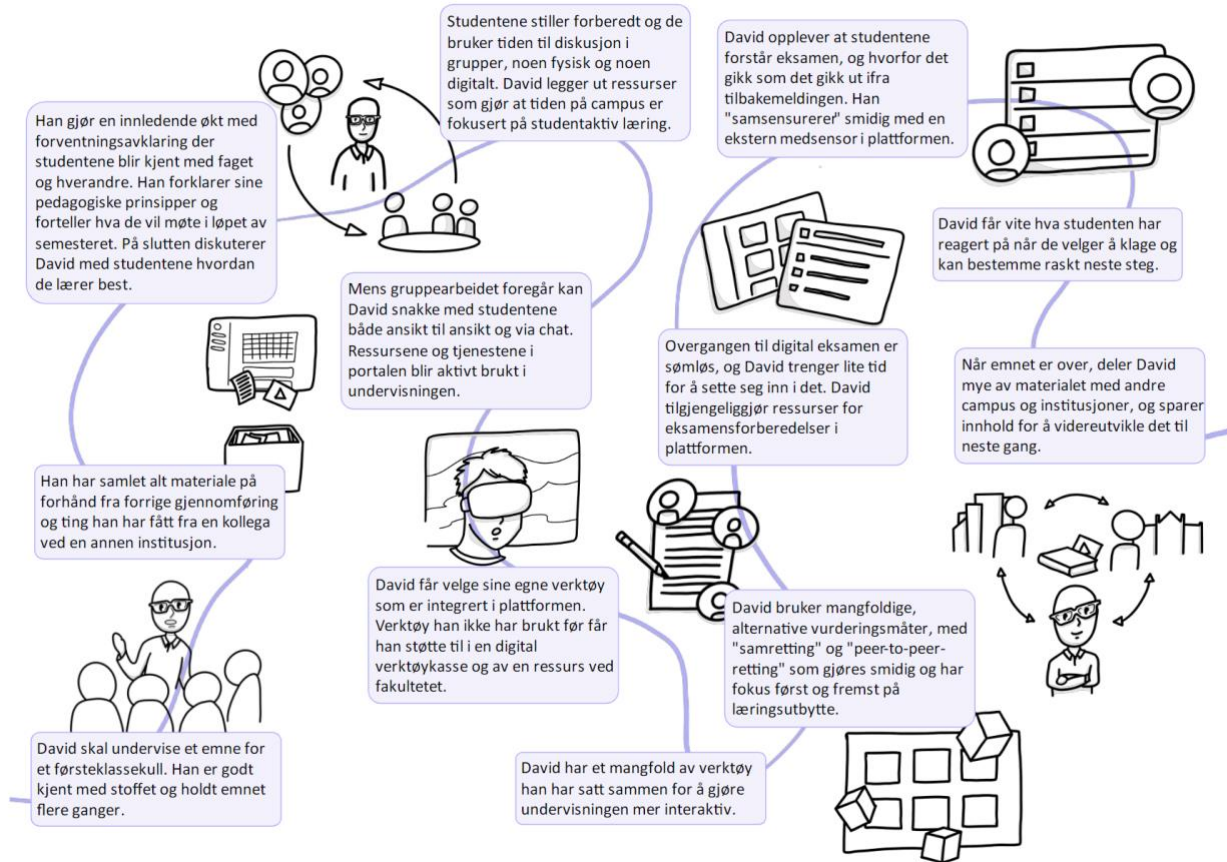 David skal undervise et emne for
et førsteklassekull. Han er godt
kjent med stoffet og holdt emnet
flere ganger.
Han har samlet alt materiale på
forhånd fra forrige gjennomføring
og ting han har fått fra en kollega
ved en annen institusjon.
Han gjør en innledende økt med
forventningsavklaring der
studentene blir kjent med faget
og hverandre. Han forklarer sine
pedagogiske prinsipper og
forteller hva de vil møte i løpet av
semesteret. På slutten diskuterer
David med studentene hvordan
de lærer best.
Studentene stiller forberedt og de
bruker tiden til diskusjon i
grupper, noen fysisk og noen
digitalt. David legger ut ressurser
som gjør at tiden på campus er
fokusert på studentaktiv læring.
Mens gruppearbeidet foregår kan
David snakke med studentene
både ansikt til ansikt og via chat.
Ressursene og tjenestene i
portalen blir aktivt brukt i
undervisningen.
David får velge sine egne verktøy
som er integrert i plattformen.
Verktøy han ikke har brukt før får
han støtte til i en digital
verktøykasse og av en ressurs ved
fakultetet.
David har et mangfold av verktøy
han har satt sammen for å gjøre
undervisningen mer interaktiv.
David bruker mangfoldige,
alternative vurderingsmåter, med
"samretting" og "peer-to-peer-
retting" som gjøres smidig og har
fokus først og fremst på
læringsutbytte.
Overgangen til digital eksamen er
sømløs, og David trenger lite tid
for å sette seg inn i det. David
tilgjengeliggjør ressurser for
eksamensforberedelser i
plattformen.
David opplever at studentene
forstår eksamen, og hvorfor det
gikk som det gikk ut ifra
tilbakemeldingen. Han
"samsensurerer" smidig med en
ekstern medsensor i plattformen.
David får vite hva studenten har
reagert på når de velger å klage og
kan bestemme raskt neste steg.
Når emnet er over, deler David
mye av materialet med andre
campus og institusjoner, og sparer
innhold for å videreutvikle det til
neste gang.